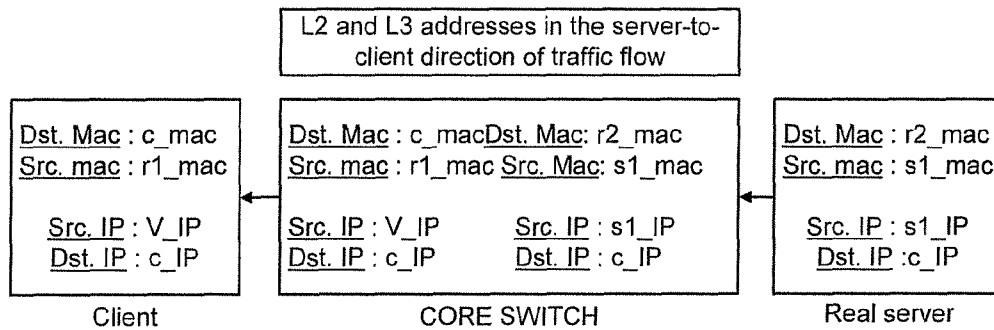 L2 and L3 addresses in the server-to-
client direction of traffic flow
Dst. Mac : c_mac
Src. mac : r1_mac
Src. IP : V_IP
Dst. IP : c_IP
Client
Dst. Mac : c_macDst. Mac: r2_mac
Src. mac : r1_mac Src. Mac: s1_mac
Src. IP : V_IP Src. IP : s1_IP
Dst. IP : c_IP Dst. IP : c_IP
CORE SWITCH
Dst. Mac : r2_mac
Src. mac : s1_mac
Src. IP : s1_IP
Dst. IP :c_IP
Real server